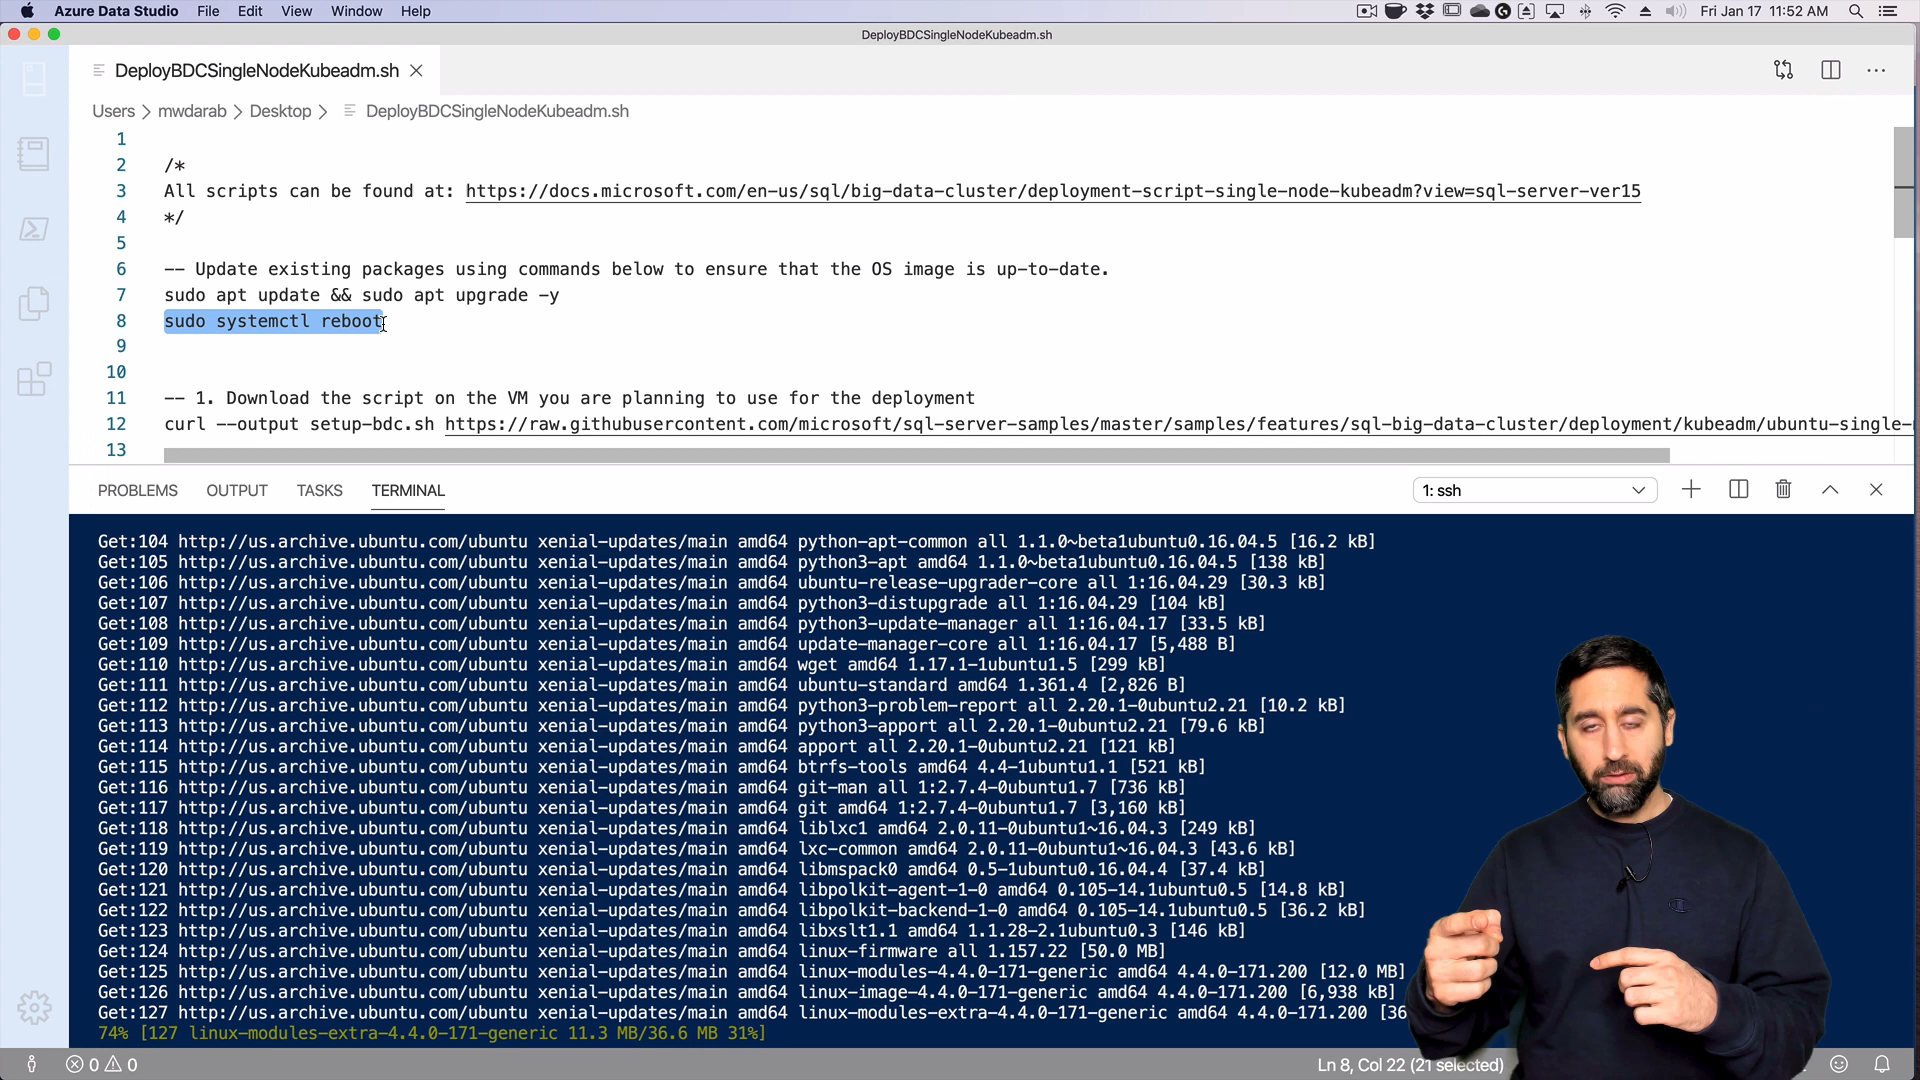 Azure Data Studio File Edit View Window Help Fri Jan 17 11:52 AM
DeployBDCSingleNodeKubeadm.sh
DeployBDCSingleNodeKubeadm.sh
Users > mwdarab > Desktop > DeployBDCSingleNodeKubeadm.sh
1
2 /*
3 All scripts can be found at: https://docs.microsoft.com/en-us/sql/big-data-cluster/deployment-script-single-node-kubeadm?view=sql-server-ver15
4 */
5
6 -- Update existing packages using commands below to ensure that the OS image is up-to-date.
7 sudo apt update && sudo apt upgrade -y
8 sudo systemctl reboot
9
10
11 -- 1. Download the script on the VM you are planning to use for the deployment
12 curl --output setup-bdc.sh https://raw.githubusercontent.com/microsoft/sql-server-samples/master/samples/features/sql-big-data-cluster/deployment/kubeadm/ubuntu-single-
13
PROBLEMS OUTPUT TASKS TERMINAL 1: ssh
Get:104 http://us.archive.ubuntu.com/ubuntu xenial-updates/main amd64 python-apt-common all 1.1.0~beta1ubuntu0.16.04.5 [16.2 kB]
Get:105 http://us.archive.ubuntu.com/ubuntu xenial-updates/main amd64 python3-apt amd64 1.1.0~beta1ubuntu0.16.04.5 [138 kB]
Get:106 http://us.archive.ubuntu.com/ubuntu xenial-updates/main amd64 ubuntu-release-upgrader-core all 1:16.04.29 [30.3 kB]
Get:107 http://us.archive.ubuntu.com/ubuntu xenial-updates/main amd64 python3-distupgrade all 1:16.04.29 [104 kB]
Get:108 http://us.archive.ubuntu.com/ubuntu xenial-updates/main amd64 python3-update-manager all 1:16.04.17 [33.5 kB]
Get:109 http://us.archive.ubuntu.com/ubuntu xenial-updates/main amd64 update-manager-core all 1:16.04.17 [5,488 B]
Get:110 http://us.archive.ubuntu.com/ubuntu xenial-updates/main amd64 wget amd64 1.17.1-1ubuntu1.5 [299 kB]
Get:111 http://us.archive.ubuntu.com/ubuntu xenial-updates/main amd64 ubuntu-standard amd64 1.361.4 [2,826 B]
Get:112 http://us.archive.ubuntu.com/ubuntu xenial-updates/main amd64 python3-problem-report all 2.20.1-0ubuntu2.21 [10.2 kB]
Get:113 http://us.archive.ubuntu.com/ubuntu xenial-updates/main amd64 python3-apport all 2.20.1-0ubuntu2.21 [79.6 kB]
Get:114 http://us.archive.ubuntu.com/ubuntu xenial-updates/main amd64 apport all 2.20.1-0ubuntu2.21 [121 kB]
Get:115 http://us.archive.ubuntu.com/ubuntu xenial-updates/main amd64 btrfs-tools amd64 4.4-1ubuntu1.1 [521 kB]
Get:116 http://us.archive.ubuntu.com/ubuntu xenial-updates/main amd64 git-man all 1:2.7.4-0ubuntu1.7 [736 kB]
Get:117 http://us.archive.ubuntu.com/ubuntu xenial-updates/main amd64 git amd64 1:2.7.4-0ubuntu1.7 [3,160 kB]
Get:118 http://us.archive.ubuntu.com/ubuntu xenial-updates/main amd64 liblxc1 amd64 2.0.11-0ubuntu1~16.04.3 [249 kB]
Get:119 http://us.archive.ubuntu.com/ubuntu xenial-updates/main amd64 lxc-common amd64 2.0.11-0ubuntu1~16.04.3 [43.6 kB]
Get:120 http://us.archive.ubuntu.com/ubuntu xenial-updates/main amd64 libmspack0 amd64 0.5-1ubuntu0.16.04.4 [37.4 kB]
Get:121 http://us.archive.ubuntu.com/ubuntu xenial-updates/main amd64 libpolkit-agent-1-0 amd64 0.105-14.1ubuntu0.5 [14.8 kB]
Get:122 http://us.archive.ubuntu.com/ubuntu xenial-updates/main amd64 libpolkit-backend-1-0 amd64 0.105-14.1ubuntu0.5 [36.2 kB]
Get:123 http://us.archive.ubuntu.com/ubuntu xenial-updates/main amd64 libxslt1.1 amd64 1.1.28-2.1ubuntu0.3 [146 kB]
Get:124 http://us.archive.ubuntu.com/ubuntu xenial-updates/main amd64 linux-firmware all 1.157.22 [50.0 MB]
Get:125 http://us.archive.ubuntu.com/ubuntu xenial-updates/main amd64 linux-modules-4.4.0-171-generic amd64 4.4.0-171.200 [12.0 MB]
Get:126 http://us.archive.ubuntu.com/ubuntu xenial-updates/main amd64 linux-image-4.4.0-171-generic amd64 4.4.0-171.200 [6,938 kB]
Get:127 http://us.archive.ubuntu.com/ubuntu xenial-updates/main amd64 linux-modules-extra-4.4.0-171-generic amd64 4.4.0-171.200 [36
74% [127 linux-modules-extra-4.4.0-171-generic 11.3 MB/36.6 MB 31%]
0 0 Ln 8, Col 22 (21 selected)